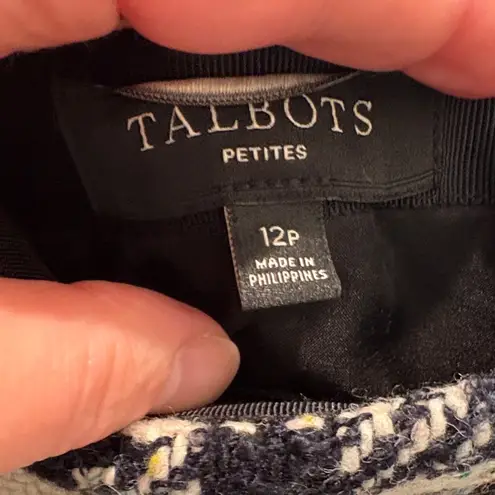 TALBOTS
PETITES
12P
MADE IN
PHILIPPINES